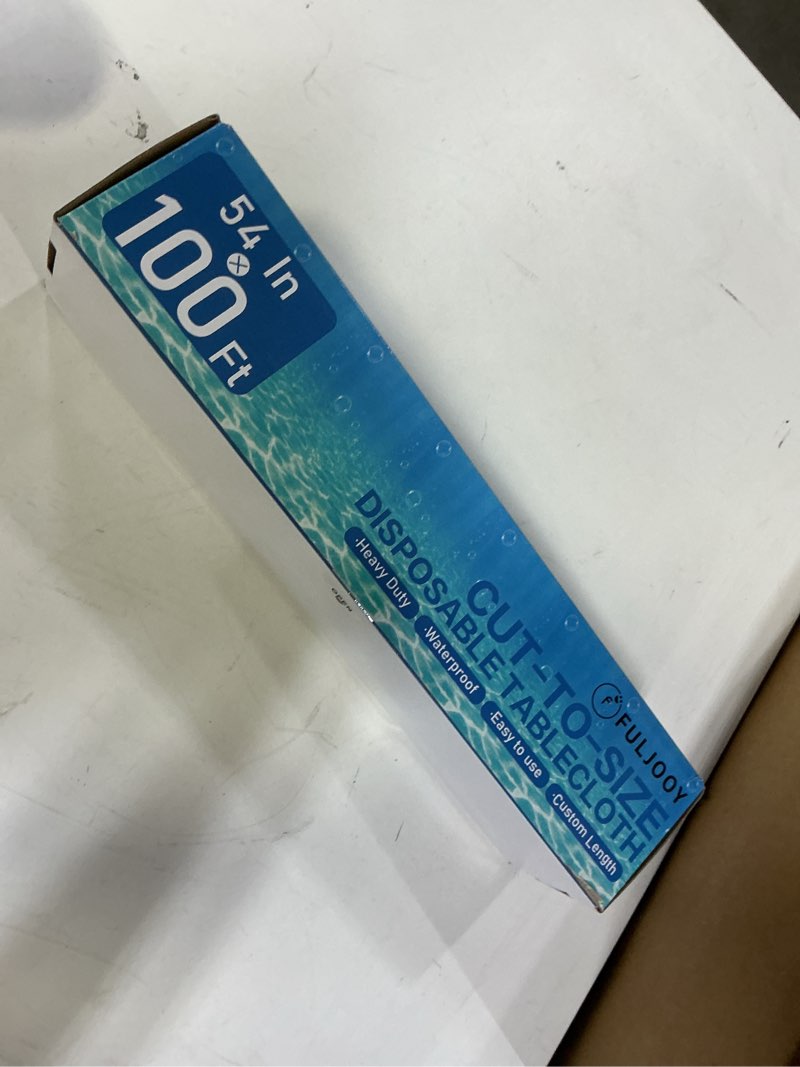 54 In
×
100 Ft
FULJOOY
CUT-TO-SIZE
DISPOSABLE TABLECLOTH
·Heavy Duty
·Waterproof
·Easy to use
·Custom Length